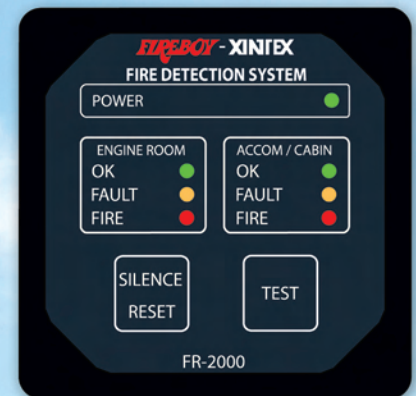 FIREBOY - XINTEX
FIRE DETECTION SYSTEM
POWER
ENGINE ROOM
OK
FAULT
FIRE
ACCOM / CABIN
OK
FAULT
FIRE
SILENCE
RESET
TEST
FR-2000